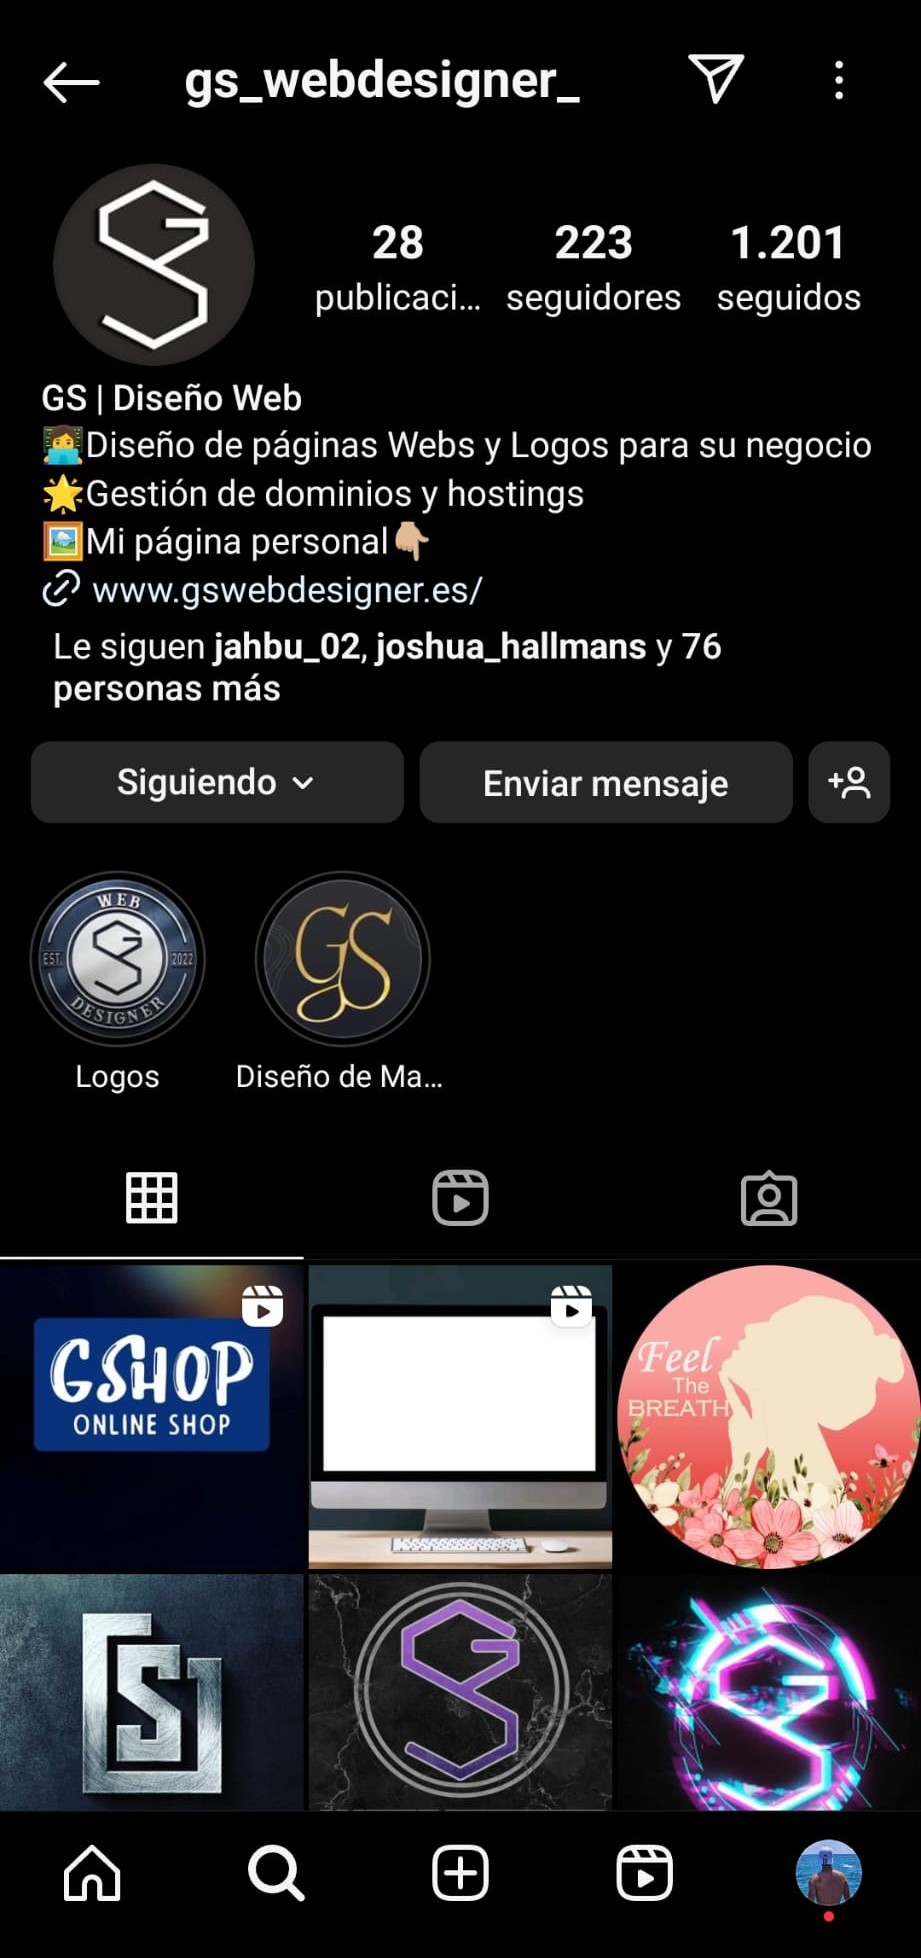 gs_webdesigner_
28
publicaci...
223
seguidores
1.201
seguidos
GS | Diseño Web
👩‍💻Diseño de páginas Webs y Logos para su negocio
🌟Gestión de dominios y hostings
🖼️Mi página personal👇🏼
www.gswebdesigner.es/
Le siguen jahbu_02, joshua_hallmans y 76
personas más
Siguiendo
Enviar mensaje
WEB
EST. 2022
DESIGNER
GS
Logos
Diseño de Ma...
GSHOP
ONLINE SHOP
Feel
The
BREATH